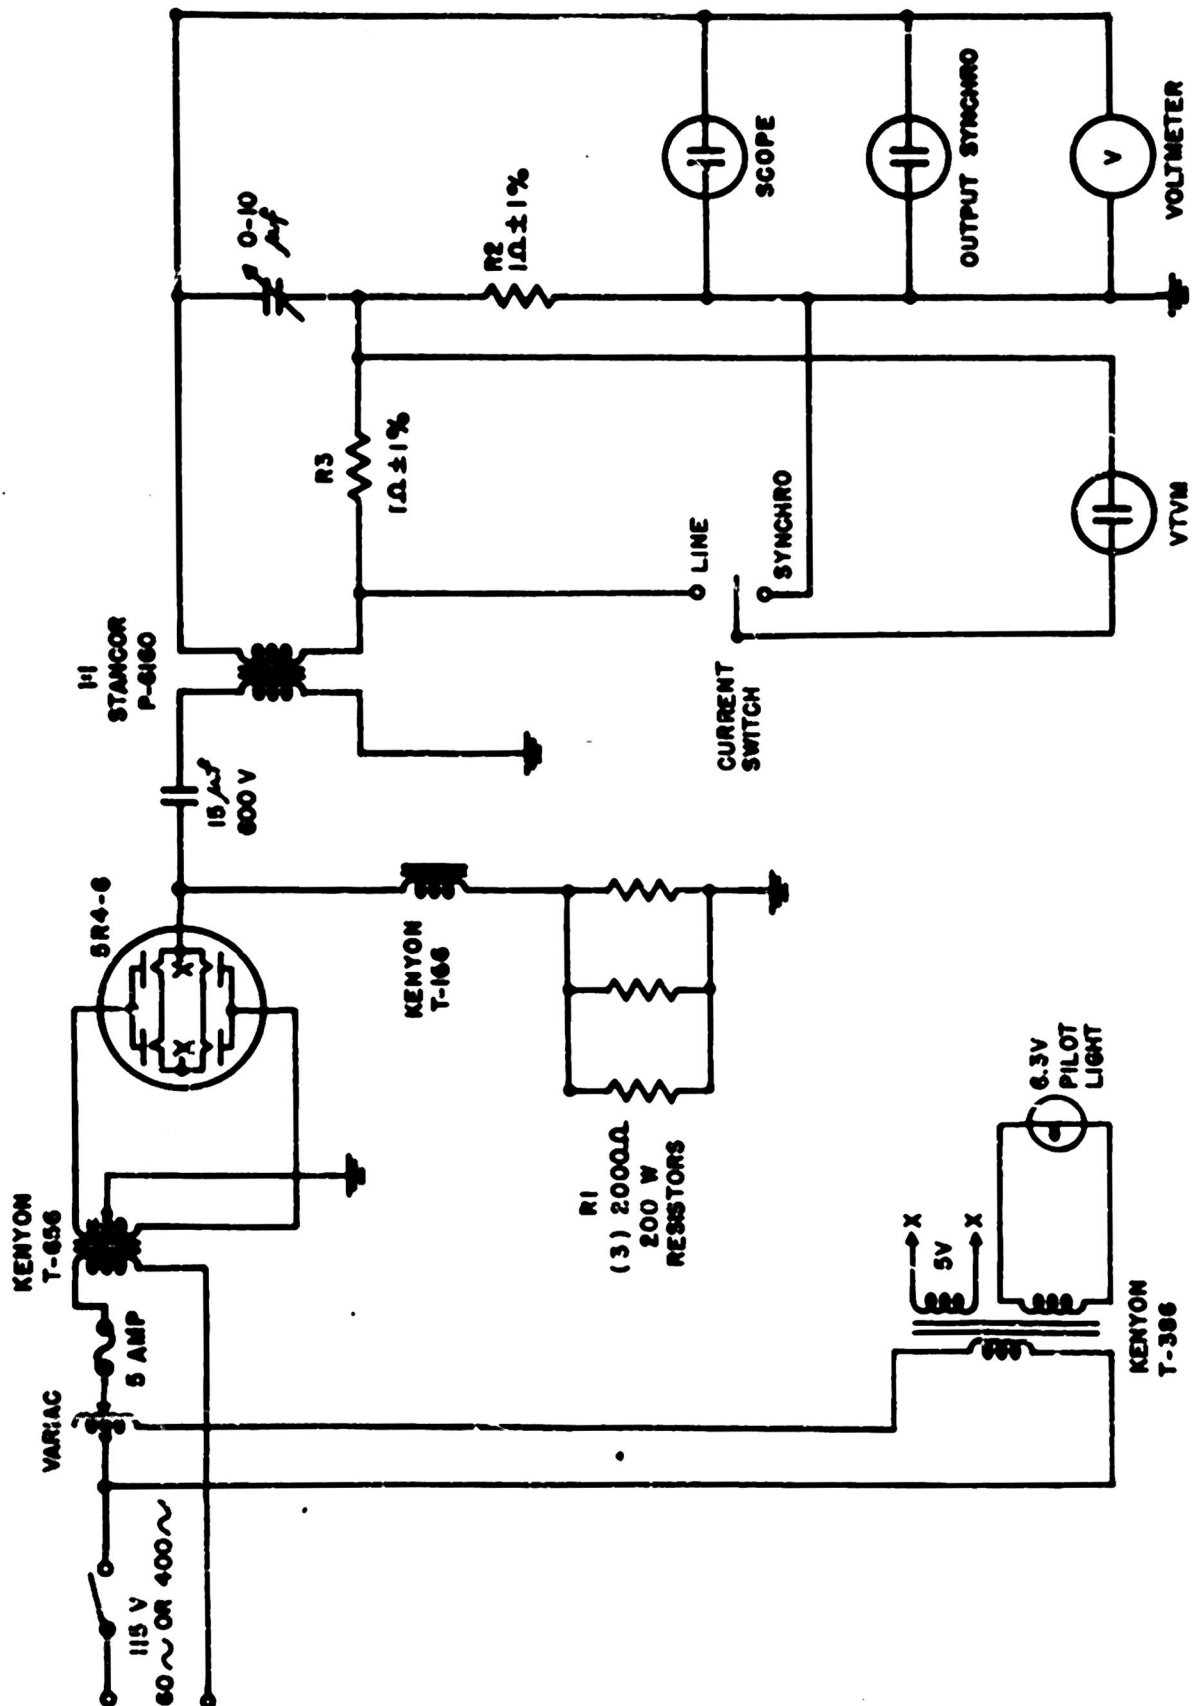 115 V
60~ OR 400~
VARIAC
5 AMP
KENYON
T-656
5R4-G
15 μf
600 V
1:1
STANCOR
P-6160
KENYON
T-166
R1
(3) 2000Ω
200 W
RESISTORS
X
X
5V
X
X
6.3V
PILOT
LIGHT
KENYON
T-386
0-10
μf
R3
1Ω±1%
R2
1Ω±1%
LINE
SYNCHRO
CURRENT
SWITCH
VTVM
SCOPE
OUTPUT SYNCHRO
V
VOLTMETER